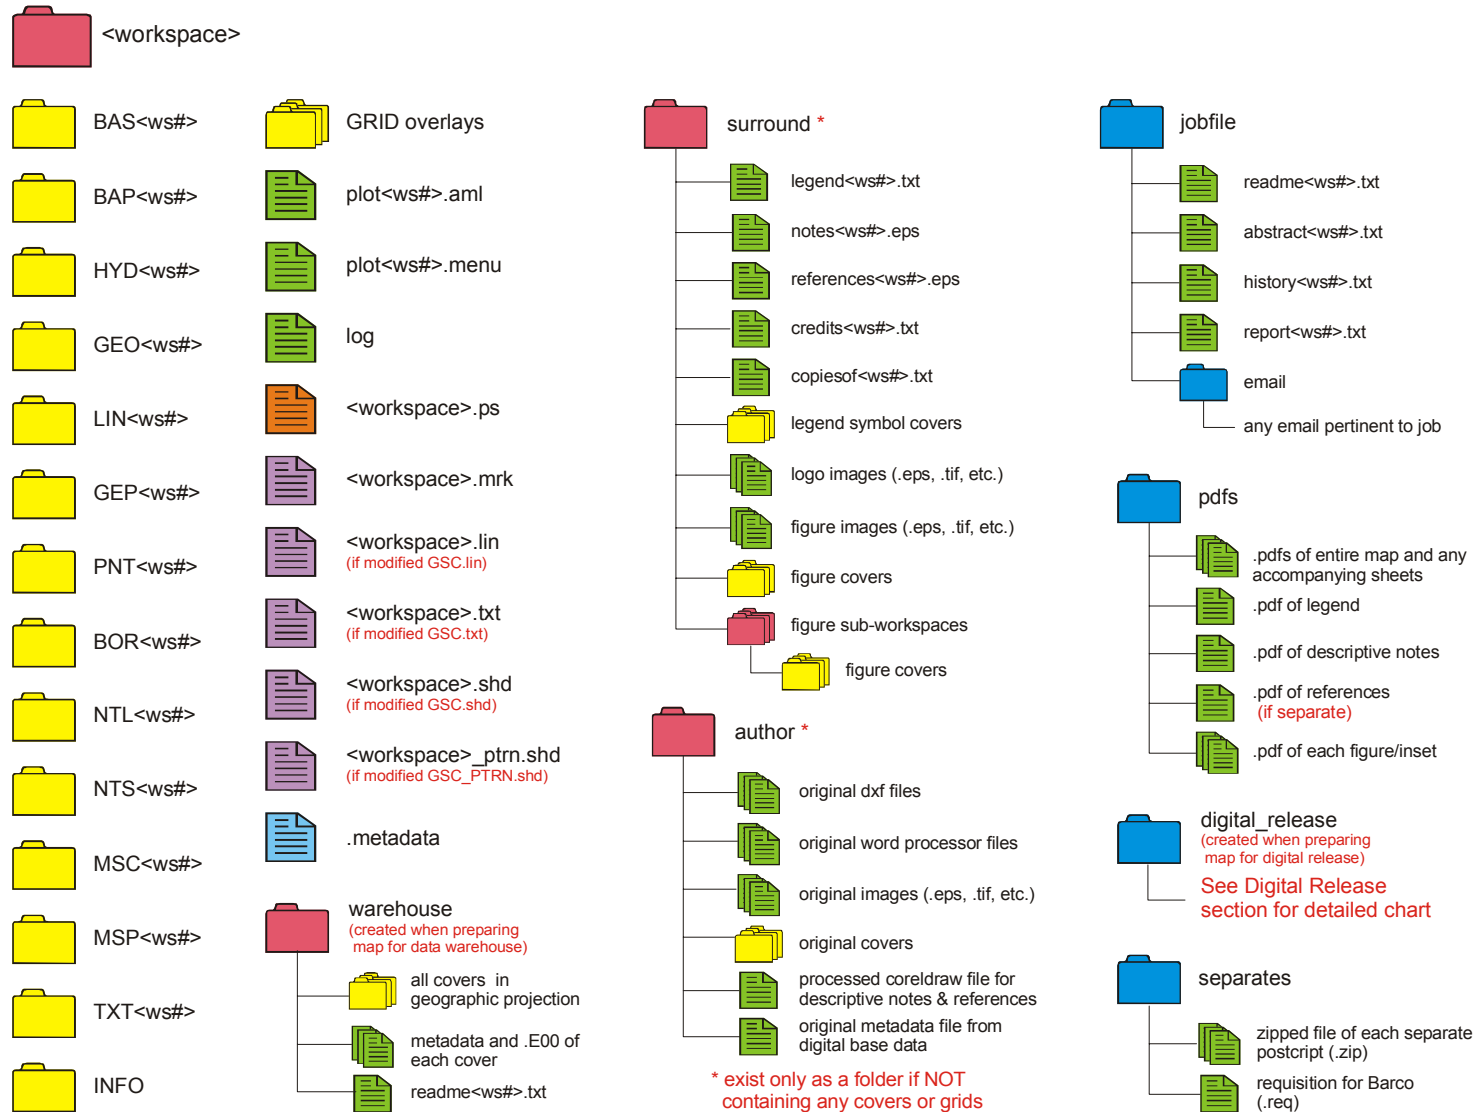 <workspace>
BAS<ws#>
BAP<ws#>
HYD<ws#>
GEO<ws#>
LIN<ws#>
GEP<ws#>
PNT<ws#>
BOR<ws#>
NTL<ws#>
NTS<ws#>
MSC<ws#>
MSP<ws#>
TXT<ws#>
INFO
GRID overlays
plot<ws#>.aml
plot<ws#>.menu
log
<workspace>.ps
<workspace>.mrk
<workspace>.lin
(if modified GSC.lin)
<workspace>.txt
(if modified GSC.txt)
<workspace>.shd
(if modified GSC.shd)
<workspace>_ptrn.shd
(if modified GSC_PTRN.shd)
.metadata
warehouse
(created when preparing
map for data warehouse)
all covers in
geographic projection
metadata and .E00 of
each cover
readme<ws#>.txt
surround *
legend<ws#>.txt
notes<ws#>.eps
references<ws#>.eps
credits<ws#>.txt
copiesof<ws#>.txt
legend symbol covers
logo images (.eps, .tif, etc.)
figure images (.eps, .tif, etc.)
figure covers
figure sub-workspaces
figure covers
author *
original dxf files
original word processor files
original images (.eps, .tif, etc.)
original covers
processed coreldraw file for
descriptive notes & references
original metadata file from
digital base data
* exist only as a folder if NOT
containing any covers or grids
jobfile
readme<ws#>.txt
abstract<ws#>.txt
history<ws#>.txt
report<ws#>.txt
email
any email pertinent to job
pdfs
.pdfs of entire map and any
accompanying sheets
.pdf of legend
.pdf of descriptive notes
.pdf of references
(if separate)
.pdf of each figure/inset
digital_release
(created when preparing
map for digital release)
See Digital Release
section for detailed chart
separates
zipped file of each separate
postcript (.zip)
requisition for Barco
(.req)